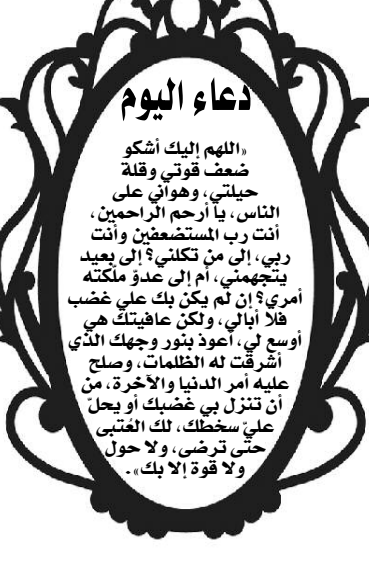 دعاء اليوم
«اللهم إليك أشكو
ضعف قوتي وقلة
حيلتي، وهواني على
الناس، يا أرحم الراحمين،
أنت رب المستضعفين وأنت
ربي، إلى من تكلني؟ إلى بعيد
يتجهمني، أم إلى عدوّ ملكته
أمري؟ إن لم يكن بك علي غضب
فلا أبالي، ولكن عافيتك هي
أوسع لي، أعوذ بنور وجهك الذي
أشرقت له الظلمات، وصلح
عليه أمر الدنيا والآخرة، من
أن تنزل بي غضبك أو يحلّ
عليّ سخطك، لك العُتبى
حتى ترضى، ولا حول
ولا قوة إلا بك».